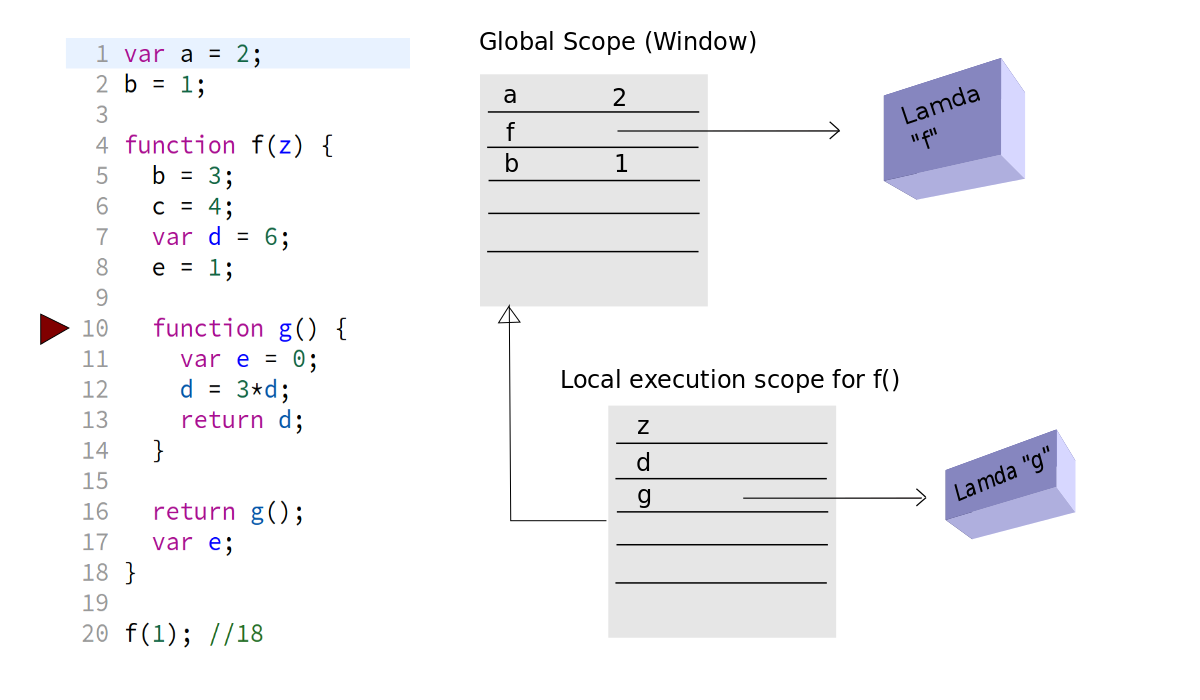 1 var a = 2;
2 b = 1;
3
4 function f(z) {
5   b = 3;
6   c = 4;
7   var d = 6;
8   e = 1;
9
10   function g() {
11     var e = 0;
12     d = 3*d;
13     return d;
14   }
15
16   return g();
17   var e;
18 }
19
20 f(1); //18
Global Scope (Window)
a 2
f
b 1
Lamda
"f"
Local execution scope for f()
z
d
g
Lamda "g"